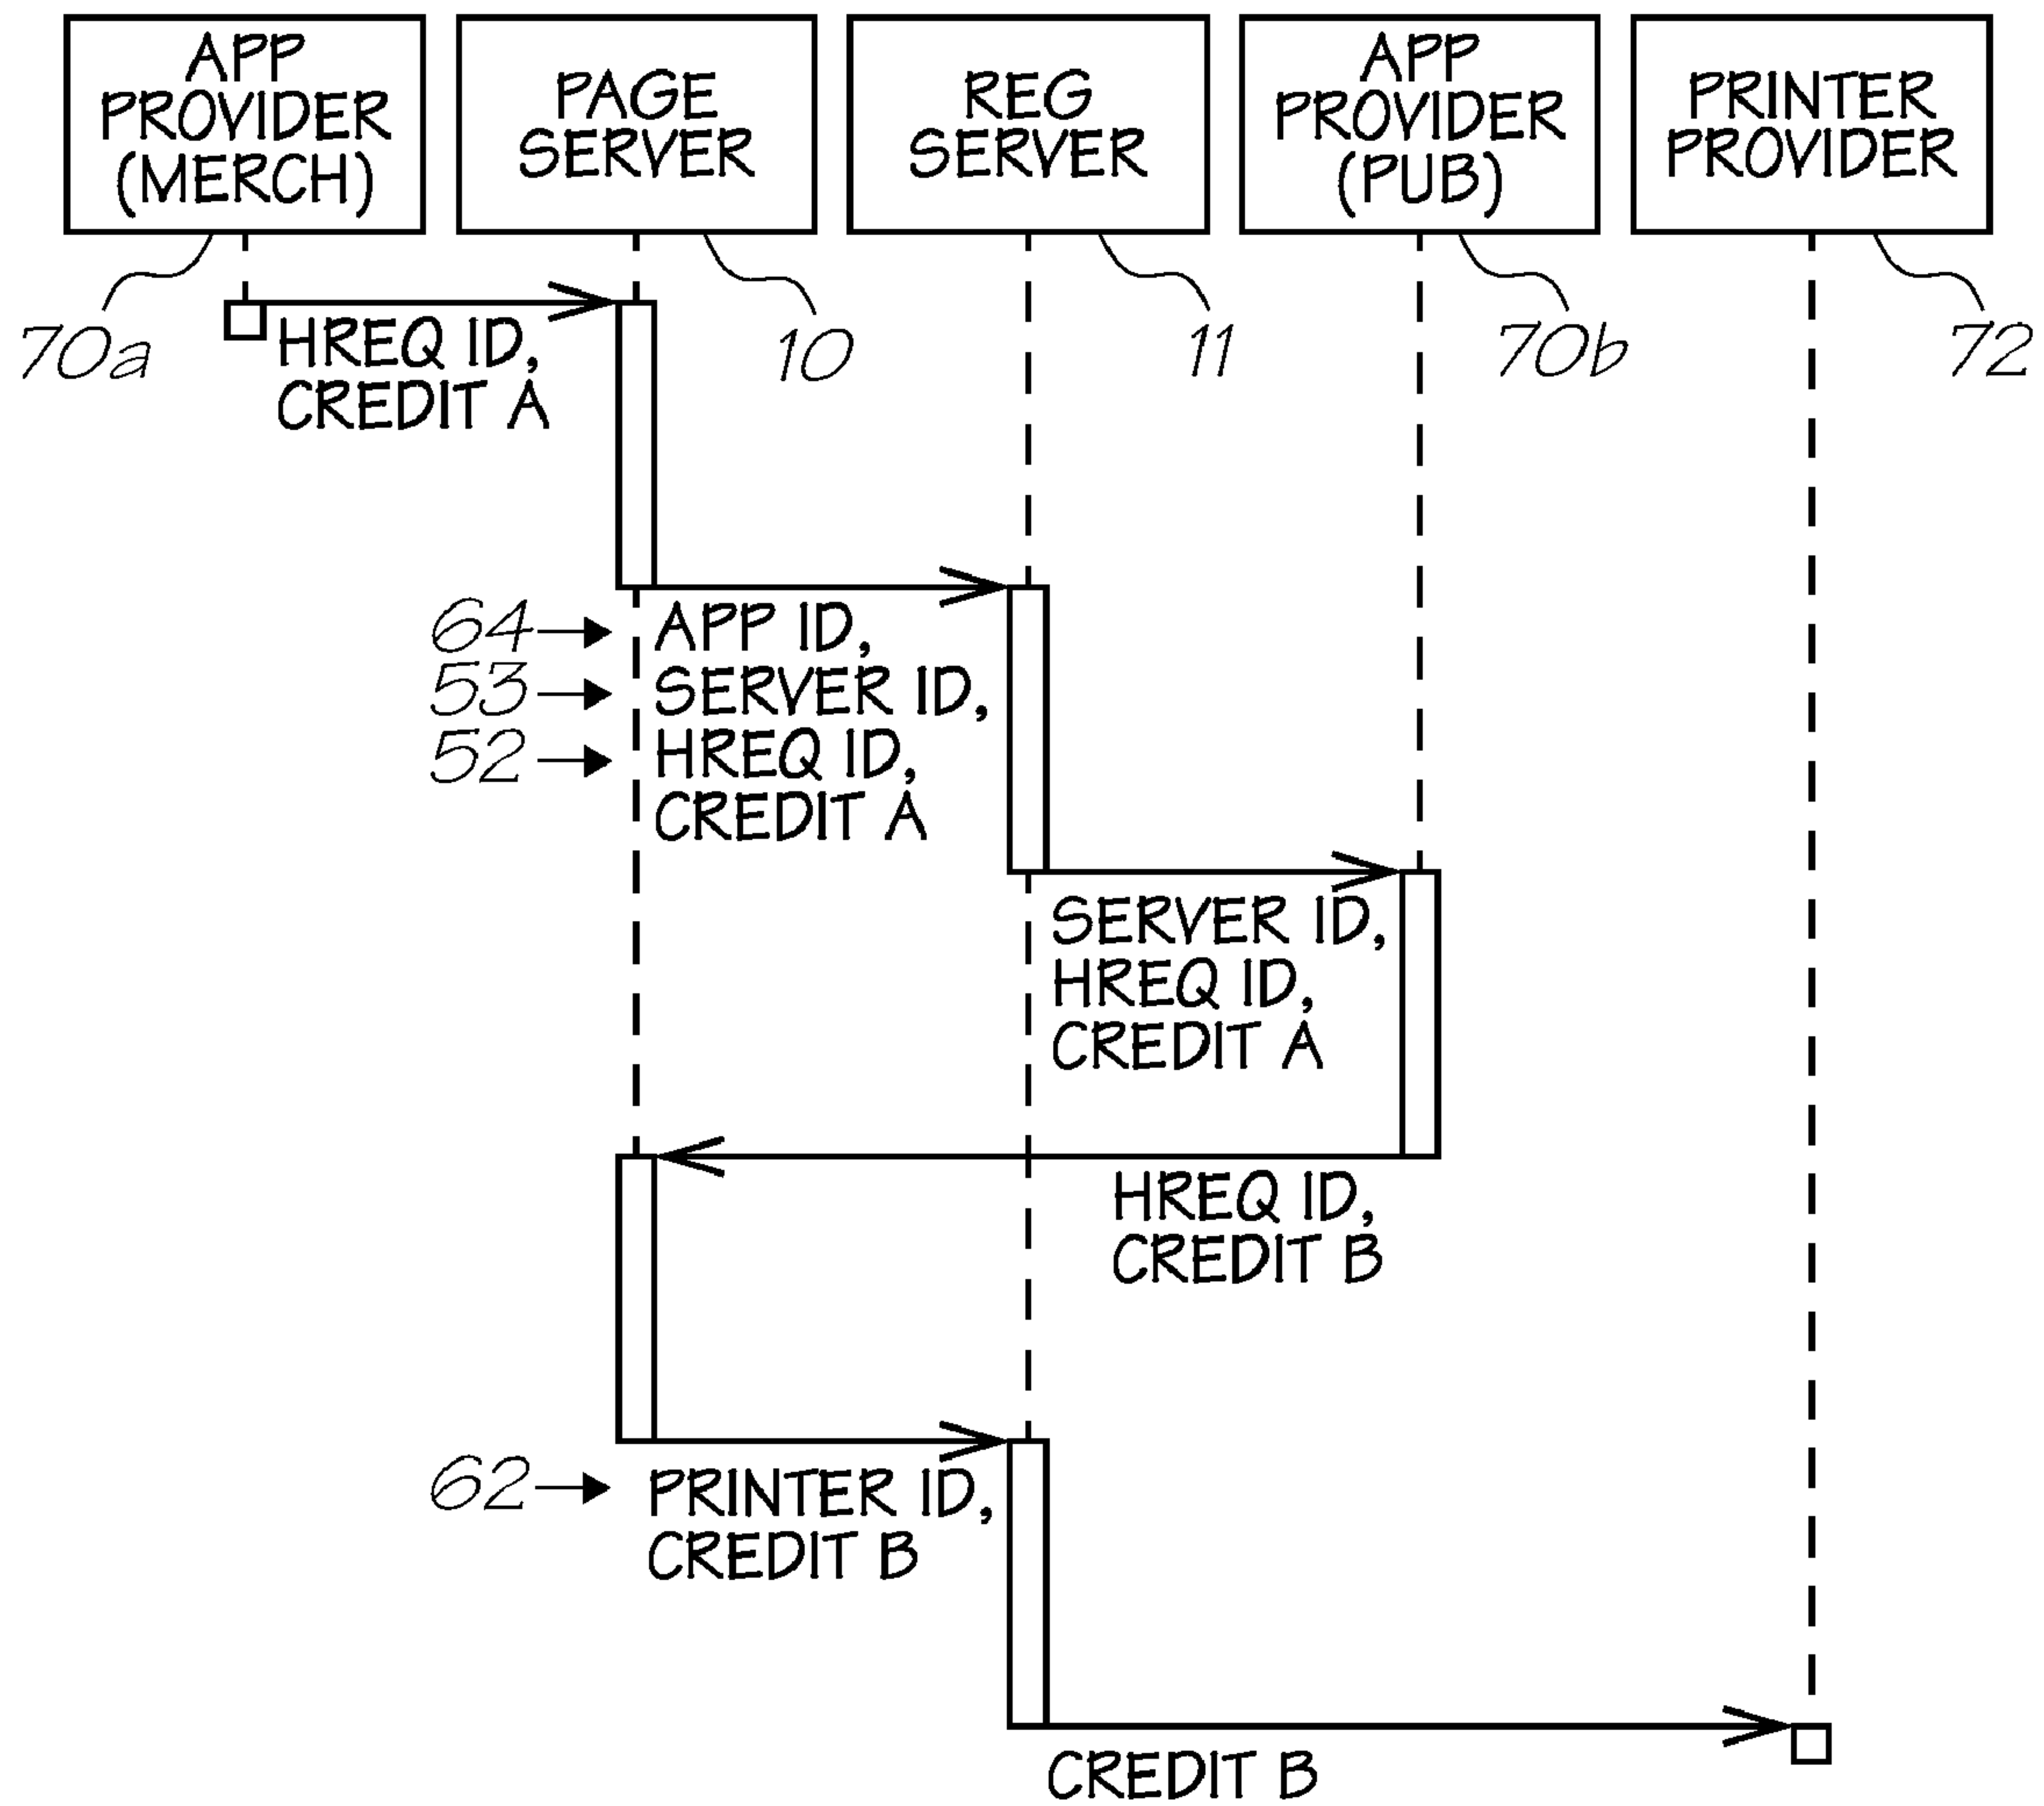 APP
PROVIDER
(MERCH)
PAGE
SERVER
REG
SERVER
APP
PROVIDER
(PUB)
PRINTER
PROVIDER
70a
10
11
70b
72
HREQ ID,
CREDIT A
64
APP ID,
53
SERVER ID,
52
HREQ ID,
CREDIT A
SERVER ID,
HREQ ID,
CREDIT A
HREQ ID,
CREDIT B
62
PRINTER ID,
CREDIT B
CREDIT B